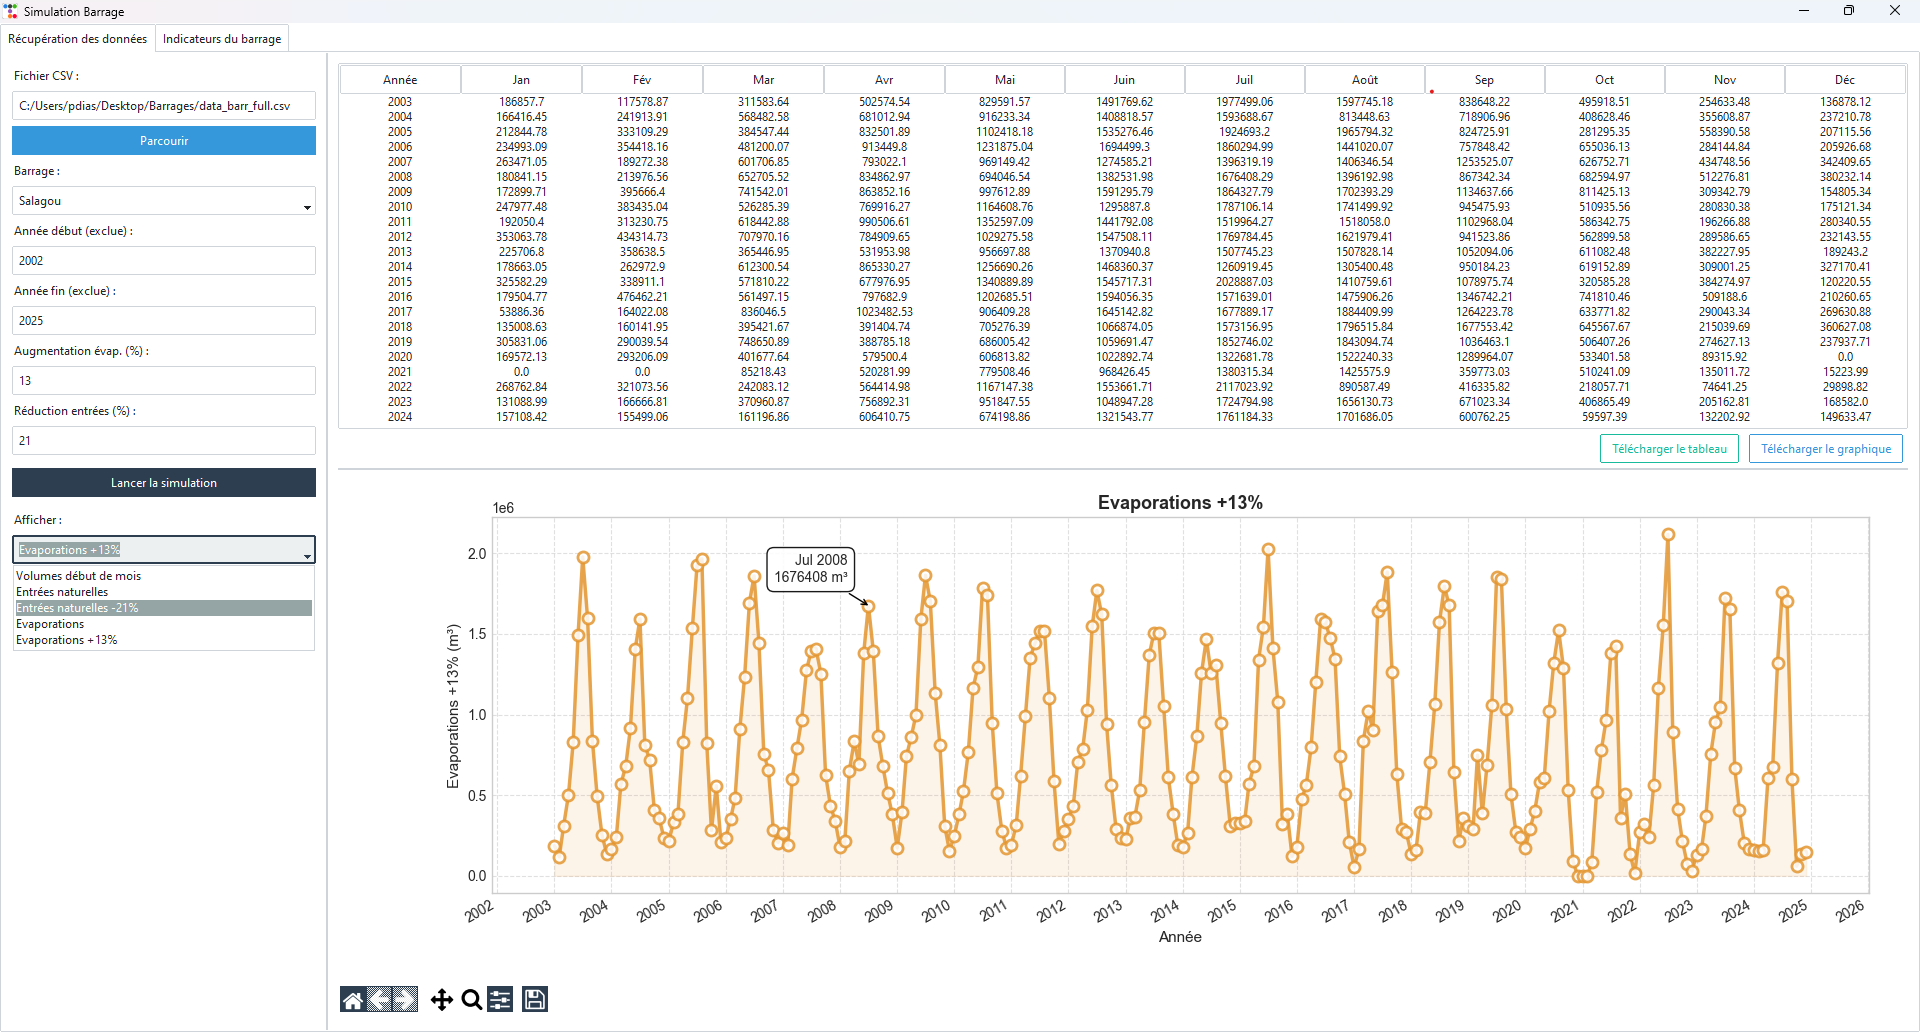 Simulation Barrage
Récupération des données
Indicateurs du barrage
Fichier CSV :
C:/Users/pdias/Desktop/Barrages/data_barr_full.csv
Parcourir
Barrage :
Salagou
Année début (exclue) :
2002
Année fin (exclue) :
2025
Augmentation évap. (%) :
13
Réduction entrées (%) :
21
Lancer la simulation
Afficher :
Evaporations +13%
Volumes début de mois
Entrées naturelles
Entrées naturelles -21%
Evaporations
Evaporations +13%
Année Jan Fév Mar Avr Mai Juin Juil Août Sep Oct Nov Déc
2003 186857.7 117578.87 311583.64 502574.54 829591.57 1491769.62 1977499.06 1597745.18 838648.22 495918.51 254633.48 136878.12
2004 166416.45 241913.91 568482.58 681012.94 916233.34 1408818.57 1593688.67 813448.63 718906.96 408628.46 355608.87 237210.78
2005 212844.78 333109.29 384547.44 832501.89 1102418.18 1535276.46 1924693.2 1965794.32 824725.91 281295.35 558390.58 207115.56
2006 234993.09 354418.16 481200.07 913449.8 1231875.04 1694499.3 1860294.99 1441020.07 757848.42 655036.13 284144.84 205926.68
2007 263471.05 189272.38 601706.85 793022.1 969149.42 1274585.21 1396319.19 1406346.54 1253525.07 626752.71 434748.56 342409.65
2008 180841.15 213976.56 652705.52 834862.97 694046.54 1382531.98 1676408.29 1396192.98 867342.34 682594.97 512276.81 380232.14
2009 172899.71 395666.4 741542.01 863852.16 997612.89 1591295.79 1864327.79 1702393.29 1134637.66 811425.13 309342.79 154805.34
2010 247977.48 383435.04 526285.39 769916.27 1164608.76 1295887.8 1787106.14 1741499.92 945475.93 510935.56 280830.38 175121.34
2011 192050.4 313230.75 618442.88 990506.61 1352597.09 1441792.08 1519964.27 1518058.0 1102968.04 586342.75 196266.88 280340.55
2012 353063.78 434314.73 707970.16 784909.65 1029275.58 1547508.11 1769784.45 1621979.41 941523.86 562899.58 289586.65 232143.55
2013 225706.8 358638.5 365446.95 531953.98 956697.88 1370940.8 1507745.23 1507828.14 1052094.06 611082.48 382227.95 189243.2
2014 178663.05 262972.9 612300.54 865330.27 1256690.26 1468360.37 1260919.45 1305400.48 950184.23 619152.89 309001.25 327170.41
2015 325582.29 338911.1 571810.22 677976.95 1340889.89 1545717.31 2028887.03 1410759.61 1078975.74 320585.28 384274.97 120220.55
2016 179504.77 476462.21 561497.15 797682.9 1202685.51 1594056.35 1571639.01 1475906.26 1346742.21 741810.46 509188.6 210260.65
2017 53886.36 164022.08 836046.5 1023482.53 906409.28 1645142.82 1677889.17 1884409.99 1264223.78 633771.82 290043.34 269630.88
2018 135008.63 160141.95 395421.67 391404.74 705276.39 1066874.05 1573156.95 1796515.84 1677553.42 645567.67 215039.69 360627.08
2019 305831.06 290039.54 748650.89 388785.18 686005.42 1059691.47 1852746.02 1843094.74 1036463.1 506407.26 274627.13 237937.71
2020 169572.13 293206.09 401677.64 579500.4 606813.82 1022892.74 1322681.78 1522240.33 1289964.07 533401.58 89315.92 0.0
2021 0.0 0.0 85218.43 520281.99 779508.46 968426.45 1380315.34 1425575.9 359773.03 510241.09 135011.72 15223.99
2022 268762.84 321073.56 242083.12 564414.98 1167147.38 1553661.71 2117023.92 890587.49 416335.82 218057.71 74641.25 29898.82
2023 131088.99 166666.81 370960.87 756892.31 951847.55 1048947.28 1724794.98 1656130.73 671023.34 406865.49 205162.81 168582.0
2024 157108.42 155499.06 161196.86 606410.75 674198.86 1321543.77 1761184.33 1701686.05 600762.25 59597.39 132202.92 149633.47
Télécharger le tableau
Télécharger le graphique
Evaporations +13%
1e6
2.0
1.5
1.0
0.5
0.0
Evaporations +13% (m³)
Jul 2008
1676408 m³
2002 2003 2004 2005 2006 2007 2008 2009 2010 2011 2012 2013 2014 2015 2016 2017 2018 2019 2020 2021 2022 2023 2024 2025 2026
Année